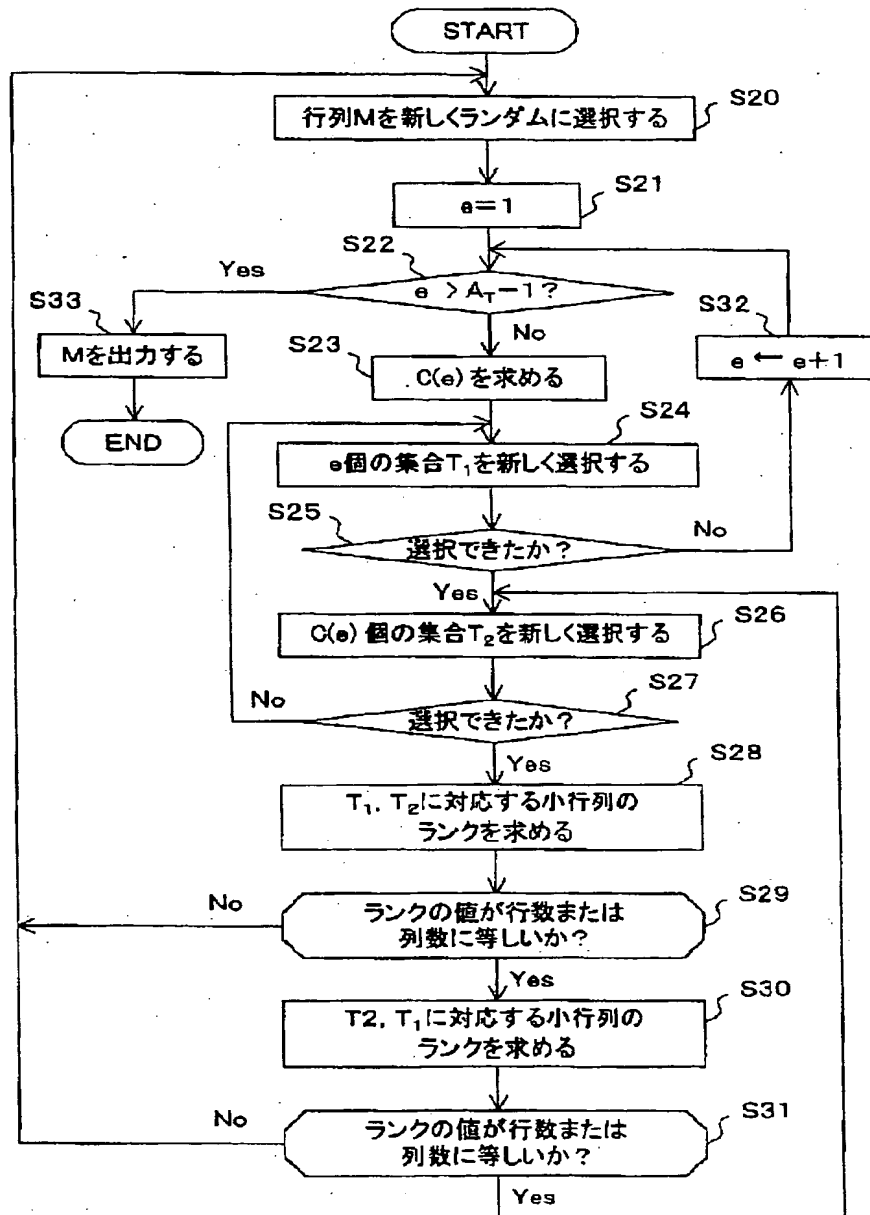 START
S20
行列Mを新しくランダムに選択する
S21
e=1
S22
Yes
e > A_T-1?
No
S33
Mを出力する
END
S32
e ← e+1
S23
C(e)を求める
S24
e個の集合T₁を新しく選択する
S25
選択できたか?
No
Yes
C(e)個の集合T₂を新しく選択する
S26
No
S27
選択できたか?
Yes
S28
T₁, T₂に対応する小行列の
ランクを求める
No
S29
ランクの値が行数または
列数に等しいか?
Yes
S30
T2, T₁に対応する小行列の
ランクを求める
No
S31
ランクの値が行数または
列数に等しいか?
Yes